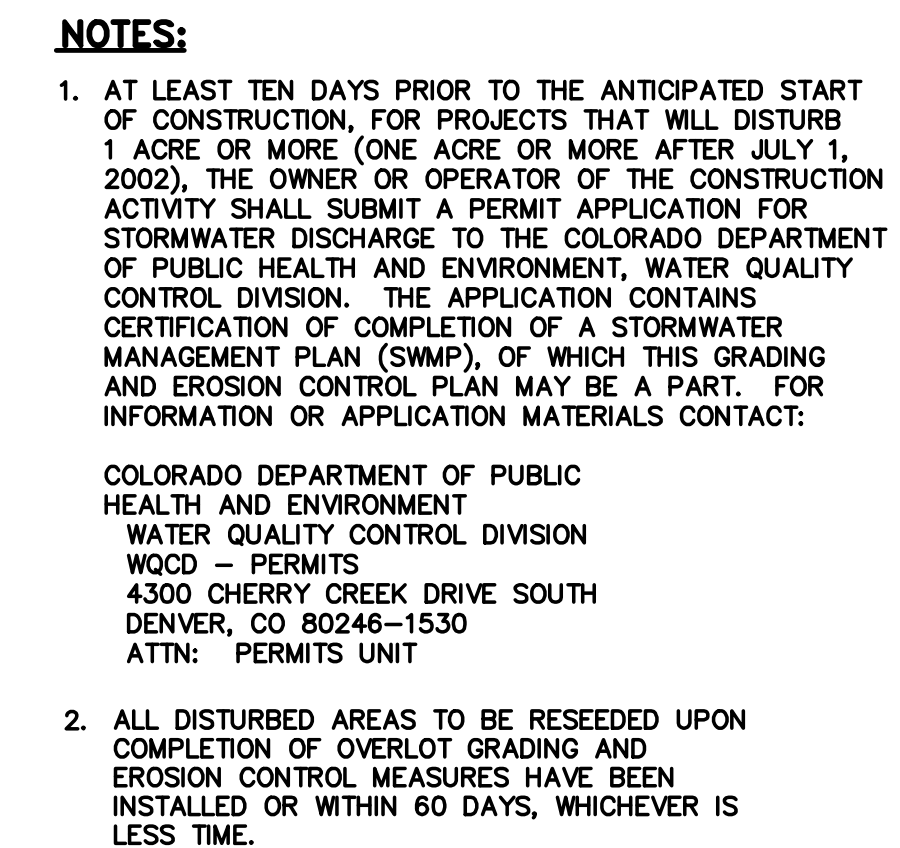 NOTES:
1. AT LEAST TEN DAYS PRIOR TO THE ANTICIPATED START
OF CONSTRUCTION, FOR PROJECTS THAT WILL DISTURB
1 ACRE OR MORE (ONE ACRE OR MORE AFTER JULY 1,
2002), THE OWNER OR OPERATOR OF THE CONSTRUCTION
ACTIVITY SHALL SUBMIT A PERMIT APPLICATION FOR
STORMWATER DISCHARGE TO THE COLORADO DEPARTMENT
OF PUBLIC HEALTH AND ENVIRONMENT, WATER QUALITY
CONTROL DIVISION. THE APPLICATION CONTAINS
CERTIFICATION OF COMPLETION OF A STORMWATER
MANAGEMENT PLAN (SWMP), OF WHICH THIS GRADING
AND EROSION CONTROL PLAN MAY BE A PART. FOR
INFORMATION OR APPLICATION MATERIALS CONTACT:
COLORADO DEPARTMENT OF PUBLIC
HEALTH AND ENVIRONMENT
WATER QUALITY CONTROL DIVISION
WQCD – PERMITS
4300 CHERRY CREEK DRIVE SOUTH
DENVER, CO 80246–1530
ATTN: PERMITS UNIT
2. ALL DISTURBED AREAS TO BE RESEEDED UPON
COMPLETION OF OVERLOT GRADING AND
EROSION CONTROL MEASURES HAVE BEEN
INSTALLED OR WITHIN 60 DAYS, WHICHEVER IS
LESS TIME.